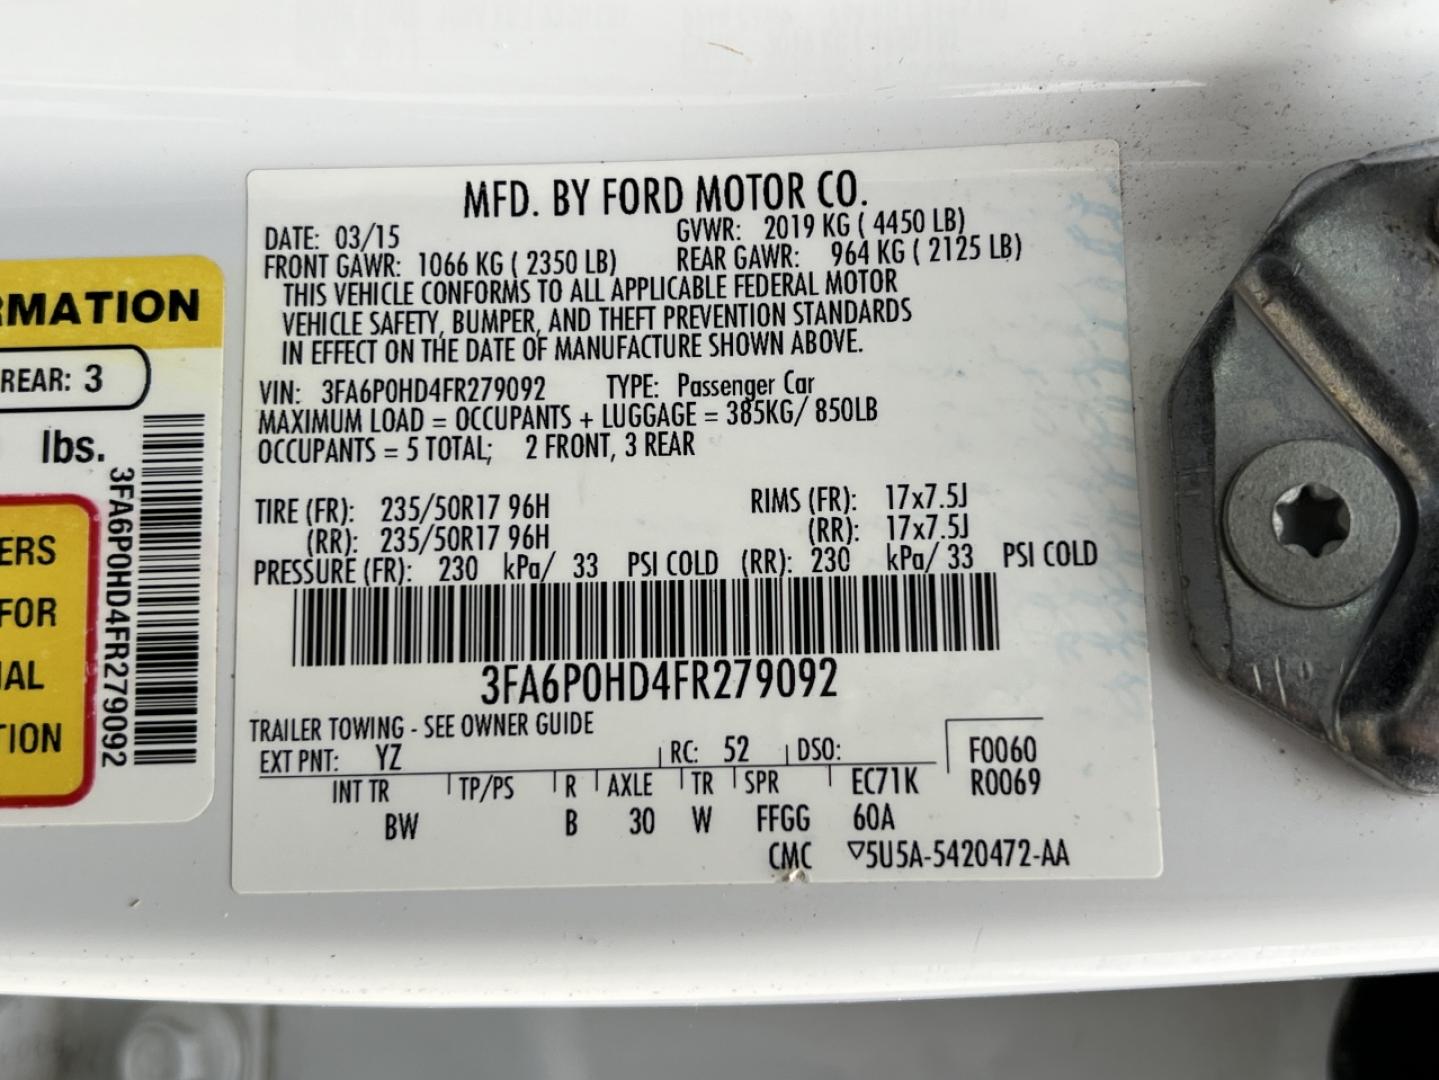 MFD. BY FORD MOTOR CO.
DATE: 03/15 GVWR: 2019 KG ( 4450 LB)
FRONT GAWR: 1066 KG ( 2350 LB) REAR GAWR: 964 KG ( 2125 LB)
THIS VEHICLE CONFORMS TO ALL APPLICABLE FEDERAL MOTOR
VEHICLE SAFETY, BUMPER, AND THEFT PREVENTION STANDARDS
IN EFFECT ON THE DATE OF MANUFACTURE SHOWN ABOVE.
VIN: 3FA6P0HD4FR279092 TYPE: Passenger Car
MAXIMUM LOAD = OCCUPANTS + LUGGAGE = 385KG/ 850LB
OCCUPANTS = 5 TOTAL; 2 FRONT, 3 REAR
TIRE (FR): 235/50R17 96H RIMS (FR): 17x7.5J
(RR): 235/50R17 96H (RR): 17x7.5J
PRESSURE (FR): 230 kPa/ 33 PSI COLD (RR): 230 kPa/ 33 PSI COLD
3FA6P0HD4FR279092
TRAILER TOWING - SEE OWNER GUIDE
EXT PNT: YZ RC: 52 DSO: F0060
INT TR TP/PS R AXLE TR SPR EC71K R0069
BW B 30 W FFGG 60A
CMC ▽5U5A-5420472-AA
RMATION
REAR: 3
lbs.
3FA6P0HD4FR279092
ERS
FOR
IAL
TION